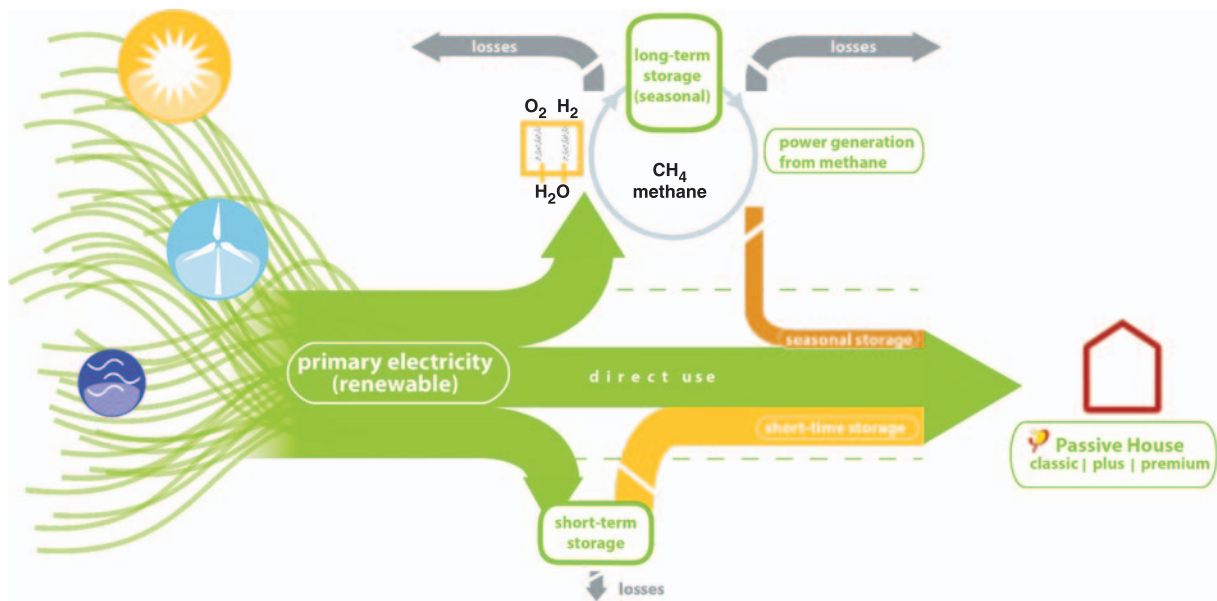 losses
long-term
storage
(seasonal)
losses
O2 H2
H2O
CH4
methane
power generation
from methane
primary electricity
(renewable)
direct use
seasonal storage
short-time storage
Passive House
classic | plus | premium
short-term
storage
losses